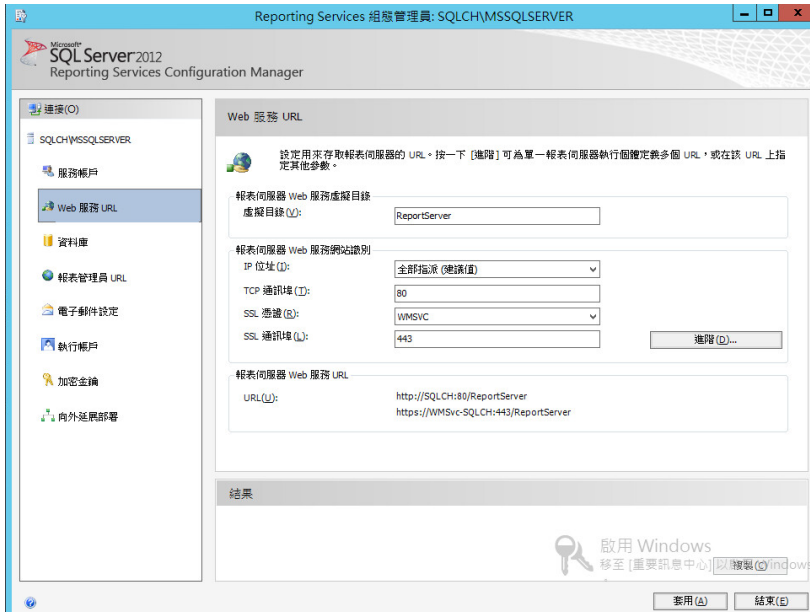 Reporting Services 組態管理員: SQLCH\MSSQLSERVER
Microsoft
SQL Server 2012
Reporting Services Configuration Manager
連接(O)
SQLCH\MSSQLSERVER
服務帳戶
Web 服務 URL
資料庫
報表管理員 URL
電子郵件設定
執行帳戶
加密金鑰
向外延展部署
Web 服務 URL
設定用來存取報表伺服器的 URL。按一下 [進階] 可為單一報表伺服器執行個體定義多個 URL，或在該 URL 上指
定其他參數。
報表伺服器 Web 服務虛擬目錄
虛擬目錄(V):
ReportServer
報表伺服器 Web 服務網站識別
IP 位址(I):
全部指派 (建議值)
TCP 通訊埠(T):
80
SSL 憑證(R):
WMSVC
SSL 通訊埠(L):
443
進階(D)...
報表伺服器 Web 服務 URL
URL(U):
http://SQLCH:80/ReportServer
https://WMSvc-SQLCH:443/ReportServer
結果
啟用 Windows
移至 [重要訊息中心] 以
Windows
複製(C)
套用(A)
結束(E)